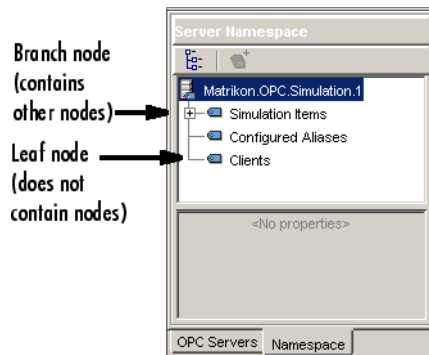 Server Namespace
Branch node
(contains
other nodes)
Leaf node
(does not
contain nodes)
Matrikon.OPC.Simulation.1
Simulation Items
Configured Aliases
Clients
<No properties>
OPC Servers
Namespace